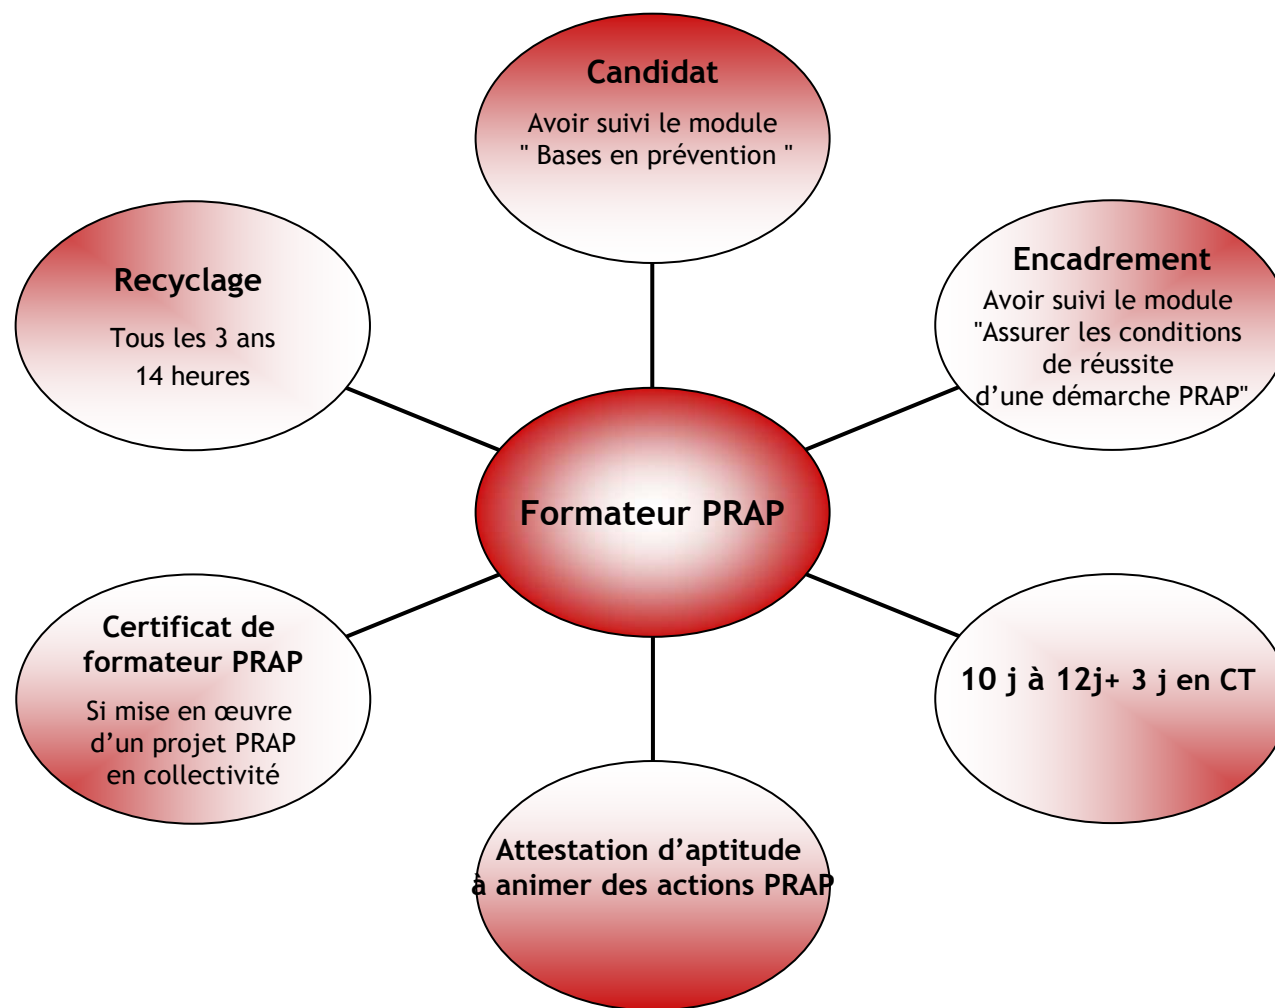 Candidat
Avoir suivi le module
" Bases en prévention "
Encadrement
Avoir suivi le module
"Assurer les conditions
de réussite
d’une démarche PRAP"
Recyclage
Tous les 3 ans
14 heures
Formateur PRAP
Certificat de
formateur PRAP
Si mise en œuvre
d’un projet PRAP
en collectivité
10 j à 12j+ 3 j en CT
Attestation d’aptitude
à animer des actions PRAP